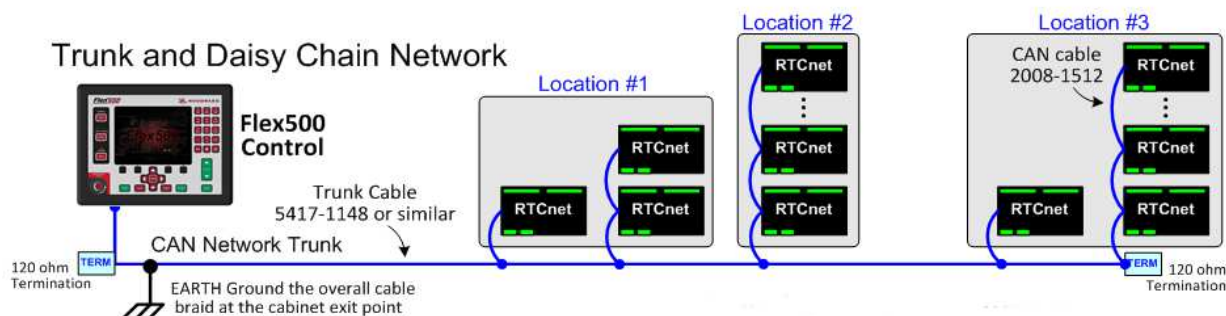 Trunk and Daisy Chain Network
Flex500
Flex500
Control
Location #1
Location #2
Location #3
RTCnet
RTCnet
RTCnet
RTCnet
RTCnet
RTCnet
RTCnet
RTCnet
RTCnet
RTCnet
CAN cable
2008-1512
Trunk Cable
5417-1148 or similar
CAN Network Trunk
TERM
120 ohm
Termination
EARTH Ground the overall cable
braid at the cabinet exit point
TERM
120 ohm
Termination